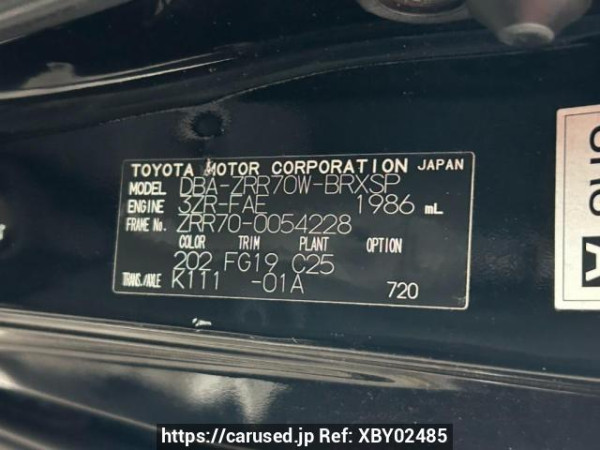 TOYOTA MOTOR CORPORATION JAPAN
MODEL DBA-ZRR70W-BRXSP
ENGINE 3ZR-FAE 1986 mL
FRAME No. ZRR70-0054228
COLOR TRIM PLANT OPTION
202 FG19 C25
TRANS./AXLE K111 -01A 720
https://carused.jp Ref: XBY02485